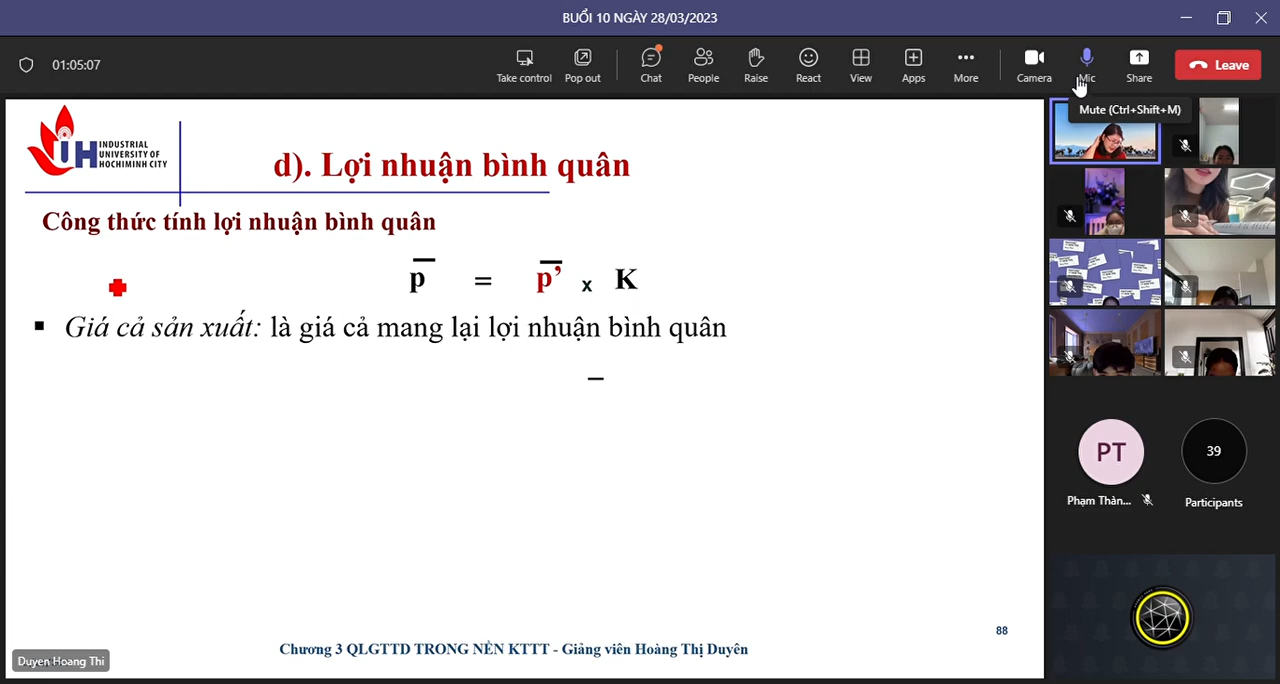 BUỔI 10 NGÀY 28/03/2023
01:05:07
Take control
Pop out
Chat
People
Raise
React
View
Apps
More
Camera
Mic
Share
Leave
Mute (Ctrl+Shift+M)
IUH
INDUSTRIAL
UNIVERSITY OF
HOCHIMINH CITY
d). Lợi nhuận bình quân
Công thức tính lợi nhuận bình quân
p̅ = p̅’ x K
▪ Giá cả sản xuất: là giá cả mang lại lợi nhuận bình quân
–
88
Chương 3 QLGTTD TRONG NỀN KTTT - Giảng viên Hoàng Thị Duyên
Duyen Hoang Thi
PT
Phạm Thàn...
39
Participants